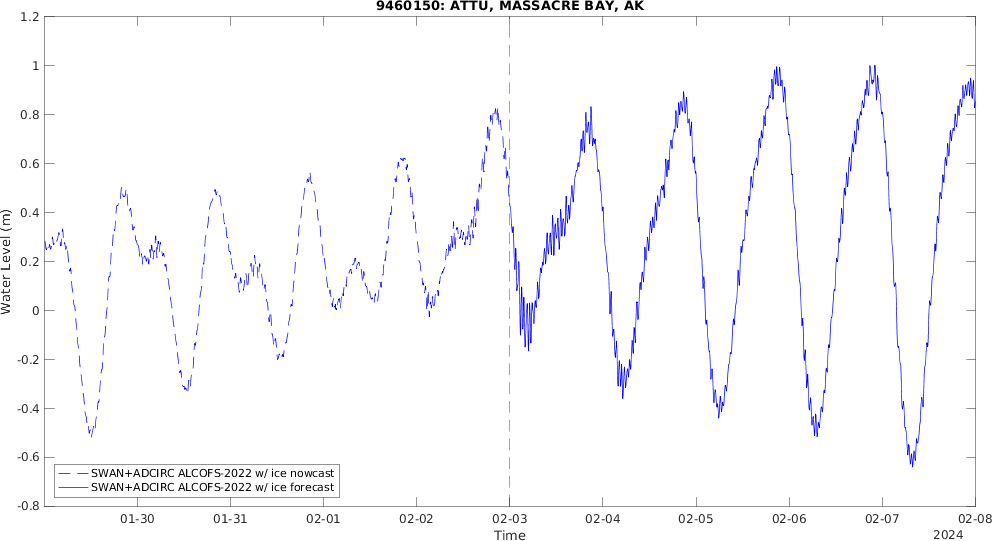 9460150: ATTU, MASSACRE BAY, AK
1.2
1
0.8
0.6
0.4
0.2
0
-0.2
-0.4
-0.6
-0.8
Water Level (m)
SWAN+ADCIRC ALCOFS-2022 w/ ice nowcast
SWAN+ADCIRC ALCOFS-2022 w/ ice forecast
01-30 01-31 02-01 02-02 02-03 02-04 02-05 02-06 02-07 02-08
Time
2024